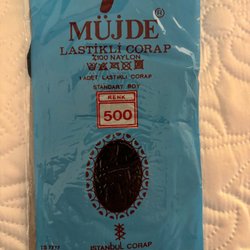 MÜJDE®
LASTİKLİ ÇORAP
%100 NAYLON
1 ADET LASTİKLİ ÇORAP
STANDART BOY
RENK
500
İSTANBUL ÇORAP